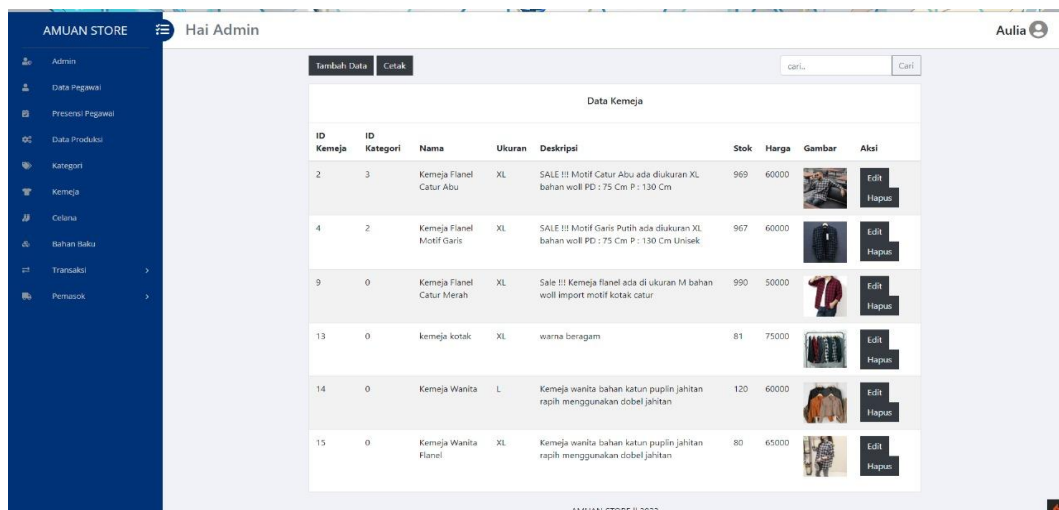 AMUAN STORE
Hai Admin
Aulia
Admin
Data Pegawai
Presensi Pegawai
Data Produksi
Kategori
Kemeja
Celana
Bahan Baku
Transaksi
Pemasok
Tambah Data Cetak
cari.. Cari
Data Kemeja
ID Kemeja ID Kategori Nama Ukuran Deskripsi Stok Harga Gambar Aksi
2 3 Kemeja Flanel XL SALE !!! Motif Catur Abu ada diukuran XL 969 60000 Edit
Catur Abu bahan woll PD : 75 Cm P : 130 Cm Hapus
4 2 Kemeja Flanel XL SALE !!! Motif Garis Putih ada diukuran XL 967 60000 Edit
Motif Garis bahan woll PD : 75 Cm P : 130 Cm Unisek Hapus
9 0 Kemeja Flanel XL Sale !!! Kemeja flanel ada di ukuran M bahan 990 50000 Edit
Catur Merah woll import motif kotak catur Hapus
13 0 kemeja kotak XL warna beragam 81 75000 Edit
Hapus
14 0 Kemeja Wanita L Kemeja wanita bahan katun puplin jahitan 120 60000 Edit
rapih menggunakan dobel jahitan Hapus
15 0 Kemeja Wanita XL Kemeja wanita bahan katun puplin jahitan 80 65000 Edit
Flanel rapih menggunakan dobel jahitan Hapus
AMUAN STORE